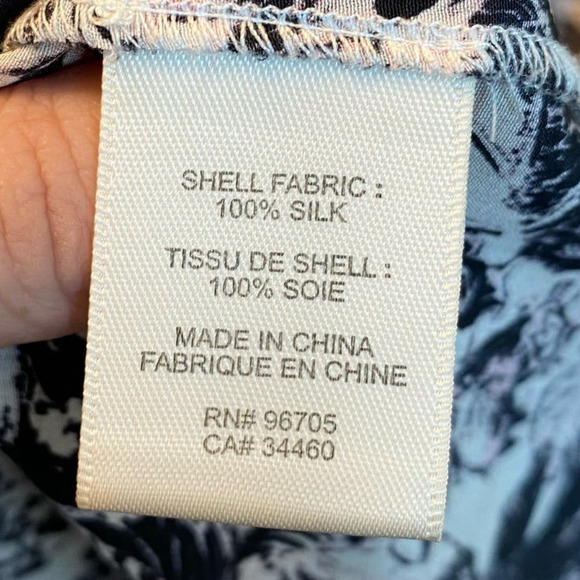 SHELL FABRIC :
100% SILK
TISSU DE SHELL :
100% SOIE
MADE IN CHINA
FABRIQUE EN CHINE
RN# 96705
CA# 34460